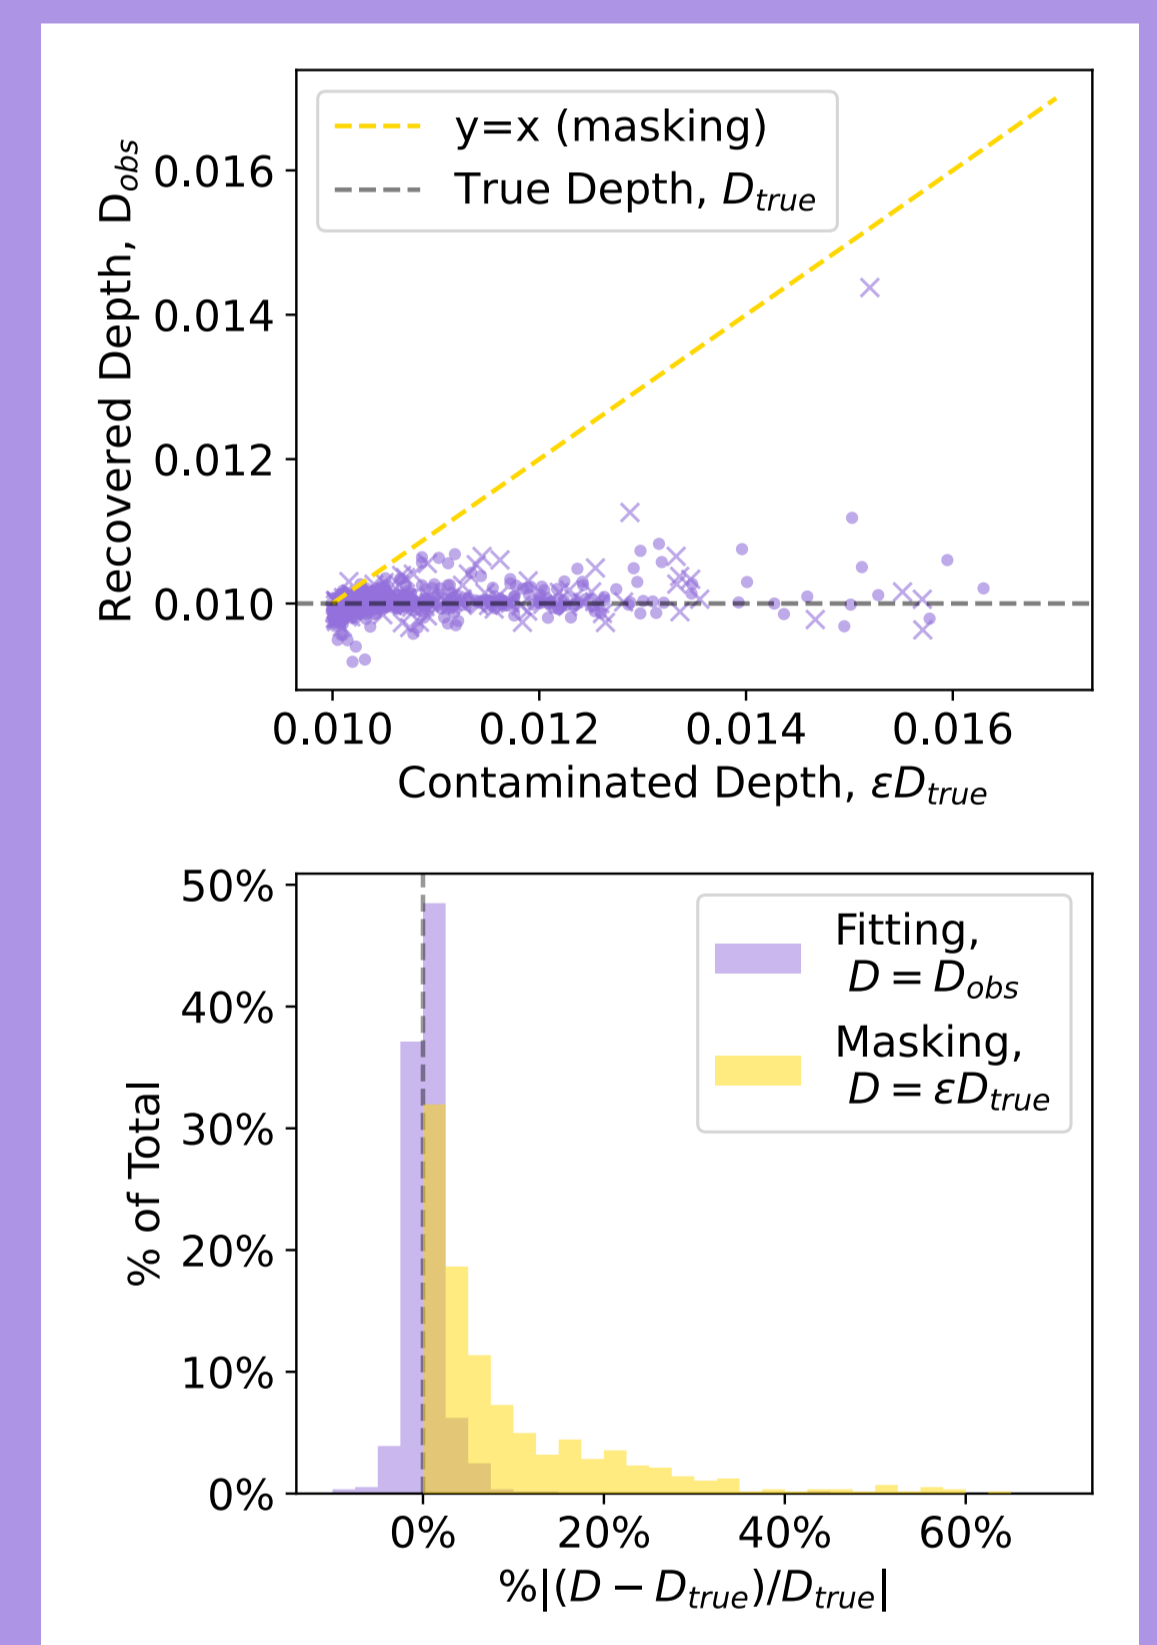 y=x (masking)
True Depth, D_true
Recovered Depth, D_obs
0.016
0.014
0.012
0.010
0.010 0.012 0.014 0.016
Contaminated Depth, εD_true
50%
40%
30%
20%
10%
0%
% of Total
Fitting,
D = D_obs
Masking,
D = εD_true
0% 20% 40% 60%
%|(D − D_true)/D_true|